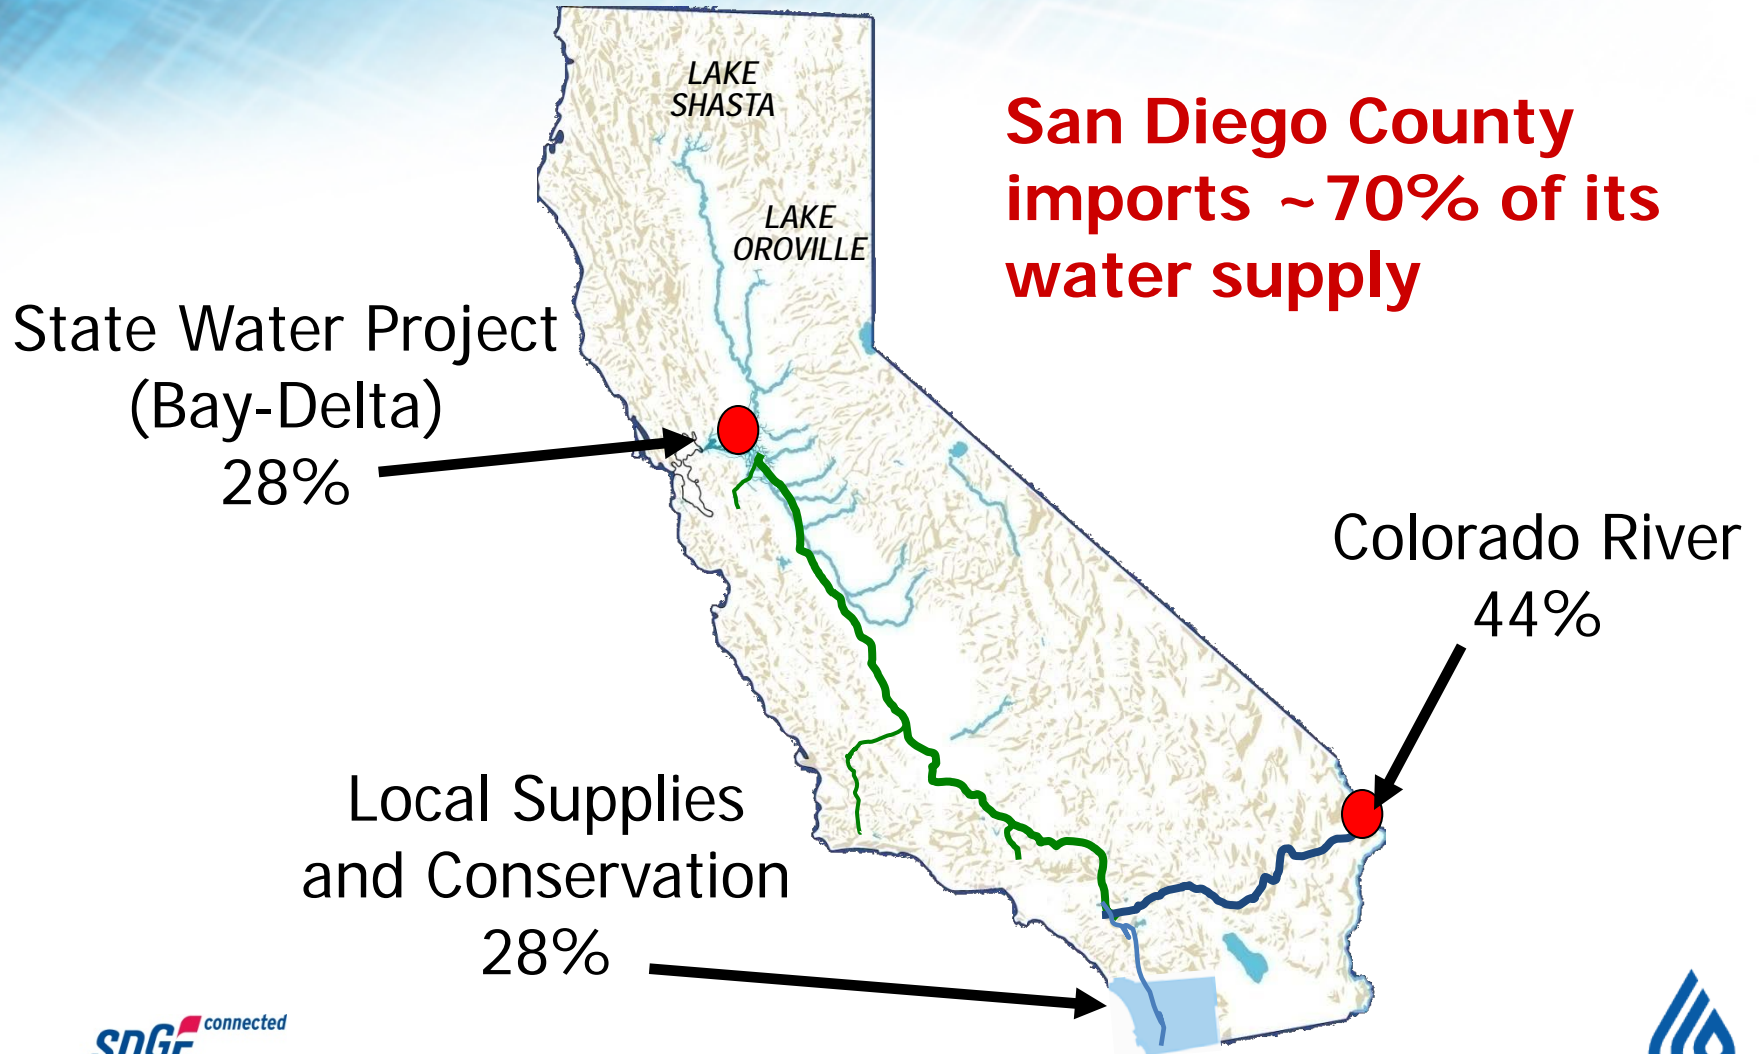 LAKE
SHASTA
LAKE
OROVILLE
San Diego County
imports ~70% of its
water supply
State Water Project
(Bay-Delta)
28%
Colorado River
44%
Local Supplies
and Conservation
28%
connected
SDGE